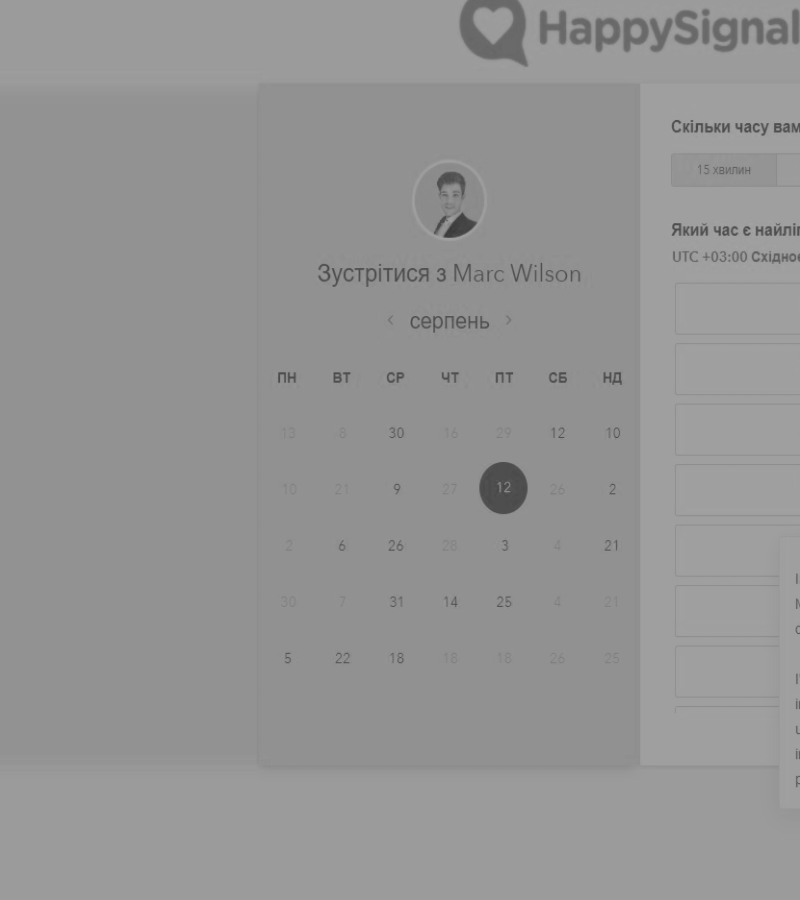 HappySignal
Зустрітися з Marc Wilson
серпень
ПН ВТ СР ЧТ ПТ СБ НД
13 8 30 16 29 12 10
10 21 9 27 12 26 2
2 6 26 28 3 4 21
30 7 31 14 25 4 21
5 22 18 18 18 26 25
Скільки часу вам
15 хвилин
Який час є найлі
UTC +03:00 Східноє